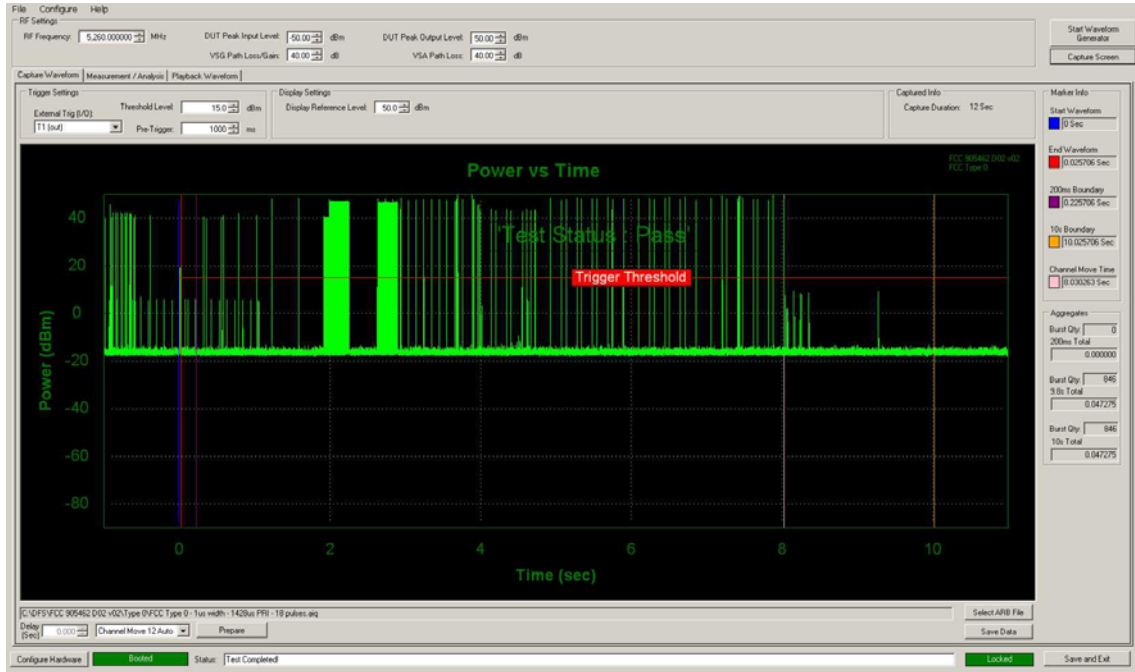 File Configure Help
RF Settings
RF Frequency: 5,260.000000 MHz DUT Peak Input Level: -50.00 dBm DUT Peak Output Level: 50.00 dBm
VSG Path Loss/Gain: 40.00 dB VSA Path Loss: 40.00 dB
Start Waveform Generator
Capture Screen
Capture Waveform Measurement / Analysis Playback Waveform
Trigger Settings
External Trig (I/O): T1 (out)
Threshold Level: 15.0 dBm
Pre-Trigger: 1000 ms
Display Settings
Display Reference Level: 50.0 dBm
Captured Info
Capture Duration: 12 Sec
Marker Info
Start Waveform
0 Sec
End Waveform
0.025706 Sec
200ms Boundary
0.225706 Sec
10s Boundary
10.025706 Sec
Channel Move Time
8.030263 Sec
Aggregates
Burst Qty: 0
200ms Total
0.000000
Burst Qty: 846
9.8s Total
0.047275
Burst Qty: 846
10s Total
0.047275
Power vs Time
FCC 905462 D02 v02
FCC Type 0
'Test Status : Pass'
Trigger Threshold
Power (dBm)
40
20
0
-20
-40
-60
-80
0 2 4 6 8 10
Time (sec)
C:\DFS\FCC 905462 D02 v02\Type 0\FCC Type 0 - 1us width - 1428us PRI - 18 pulses.aiq
Select ARB File
Delay (Sec) 0.000 Channel Move 12 Auto Prepare
Save Data
Configure Hardware Booted Status: Test Completed! Locked Save and Exit